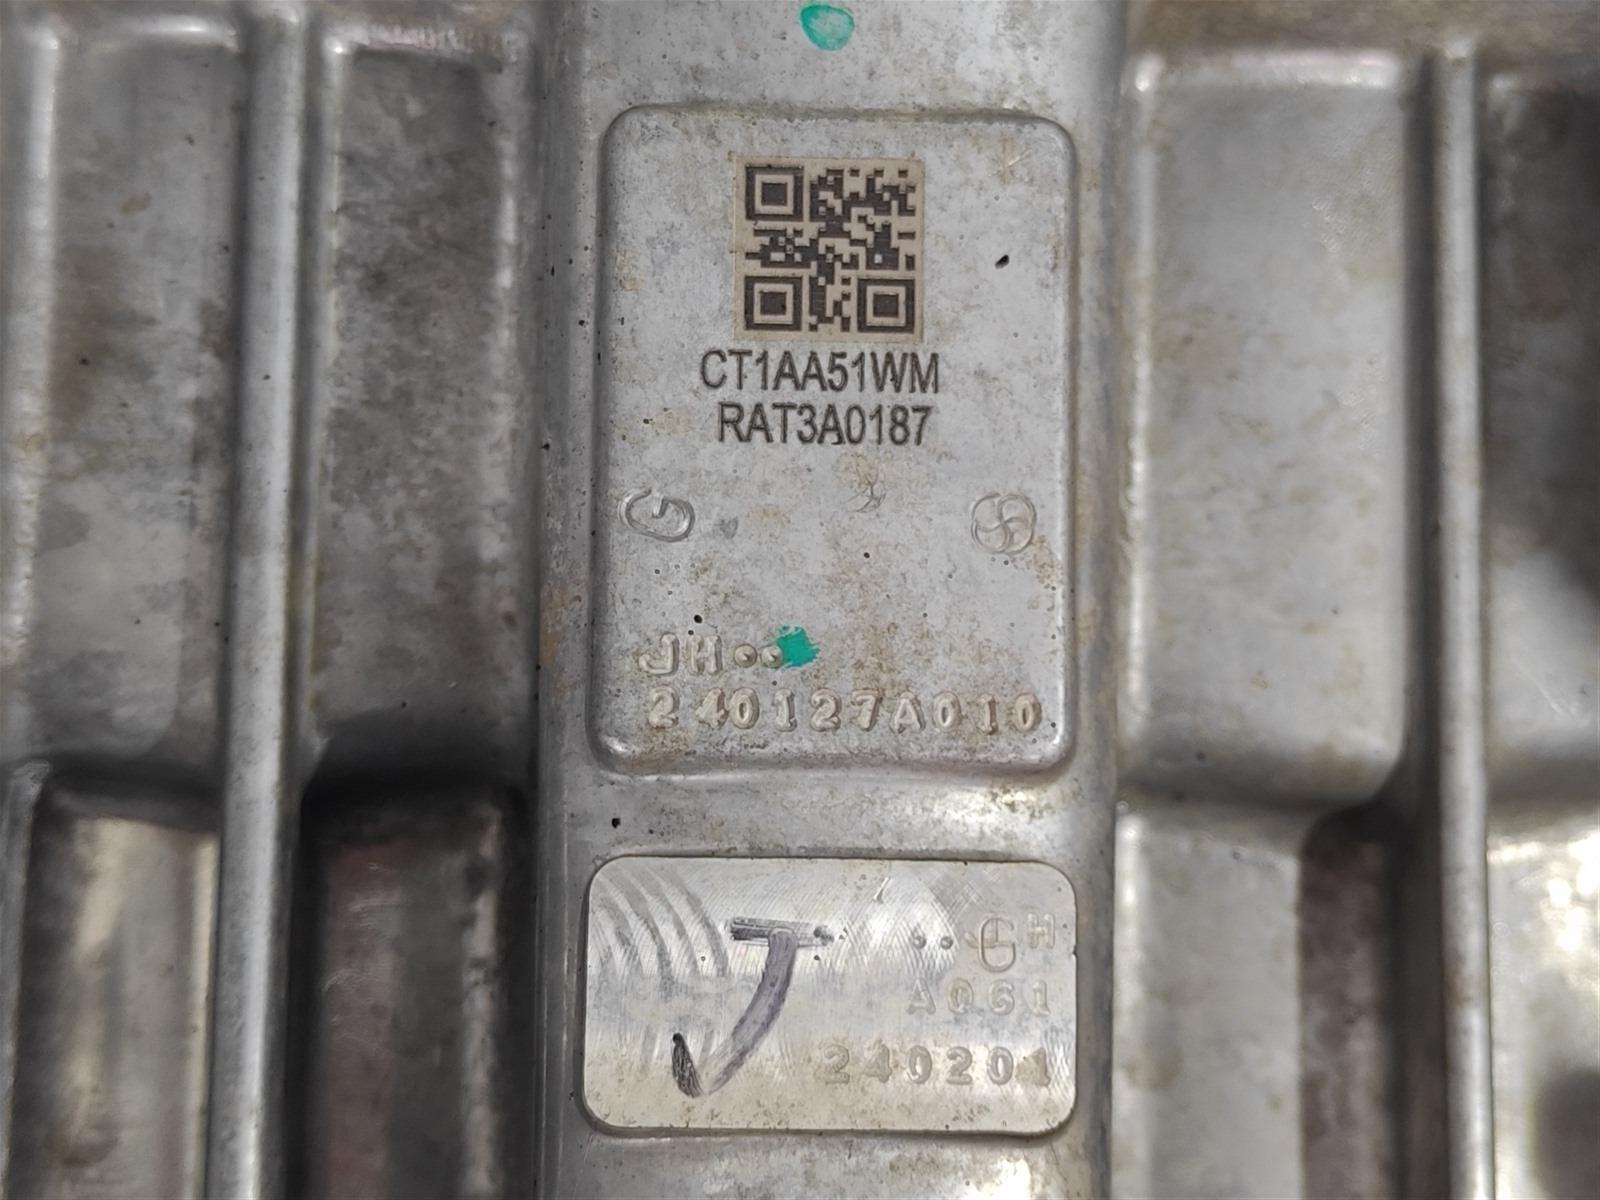 CT1AA51WM
RAT3A0187
G
JH
240127A010
G H
A061
240201